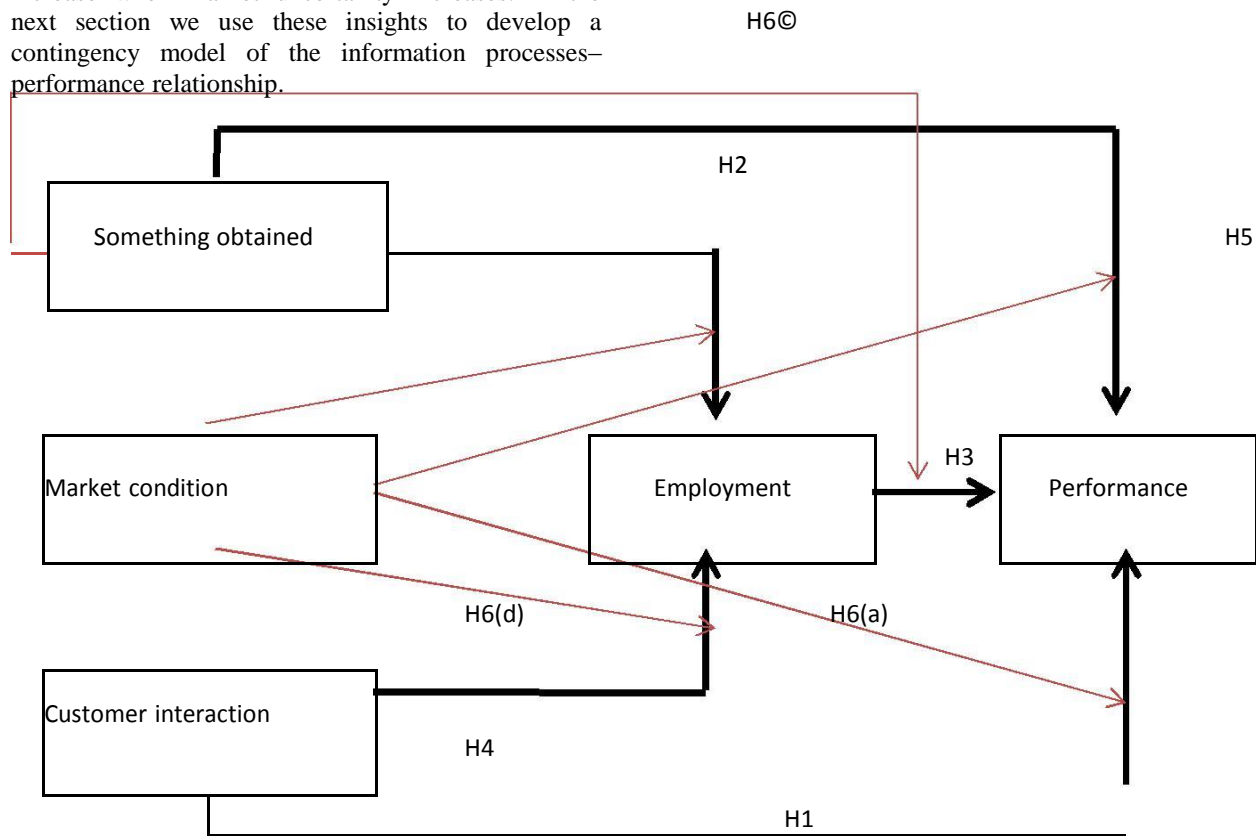 next section we use these insights to develop a
contingency model of the information processes–
performance relationship.
H6©
H2
Something obtained
H5
H3
Market condition
Employment
Performance
H6(d)
H6(a)
Customer interaction
H4
H1